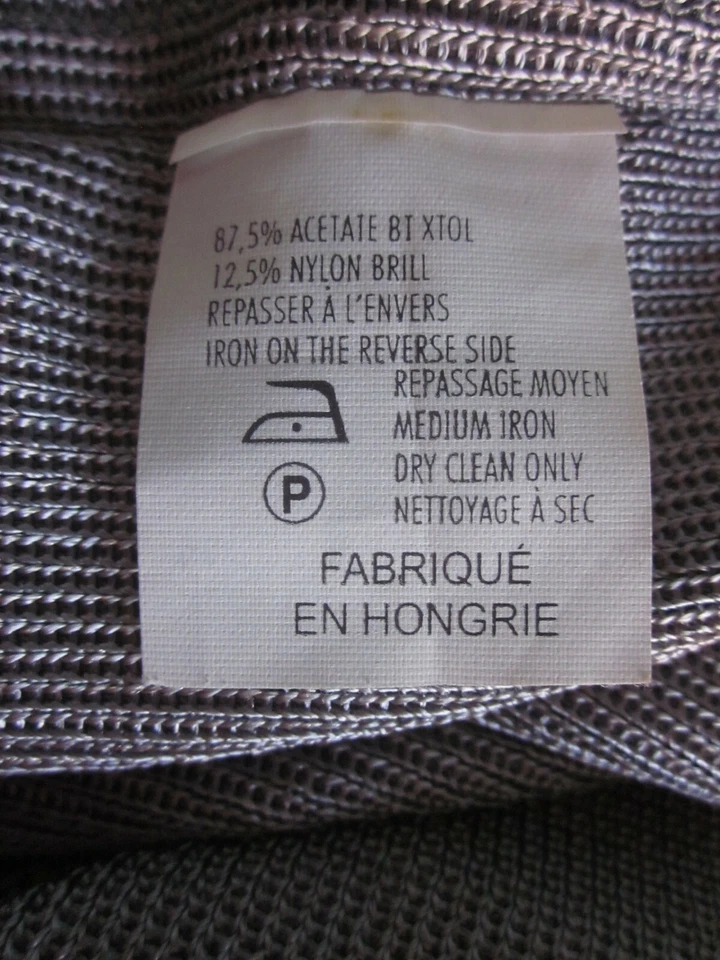 87,5% ACETATE BT XTOL
12,5% NYLON BRILL
REPASSER À L'ENVERS
IRON ON THE REVERSE SIDE
REPASSAGE MOYEN
MEDIUM IRON
P
DRY CLEAN ONLY
NETTOYAGE À SEC
FABRIQUÉ
EN HONGRIE